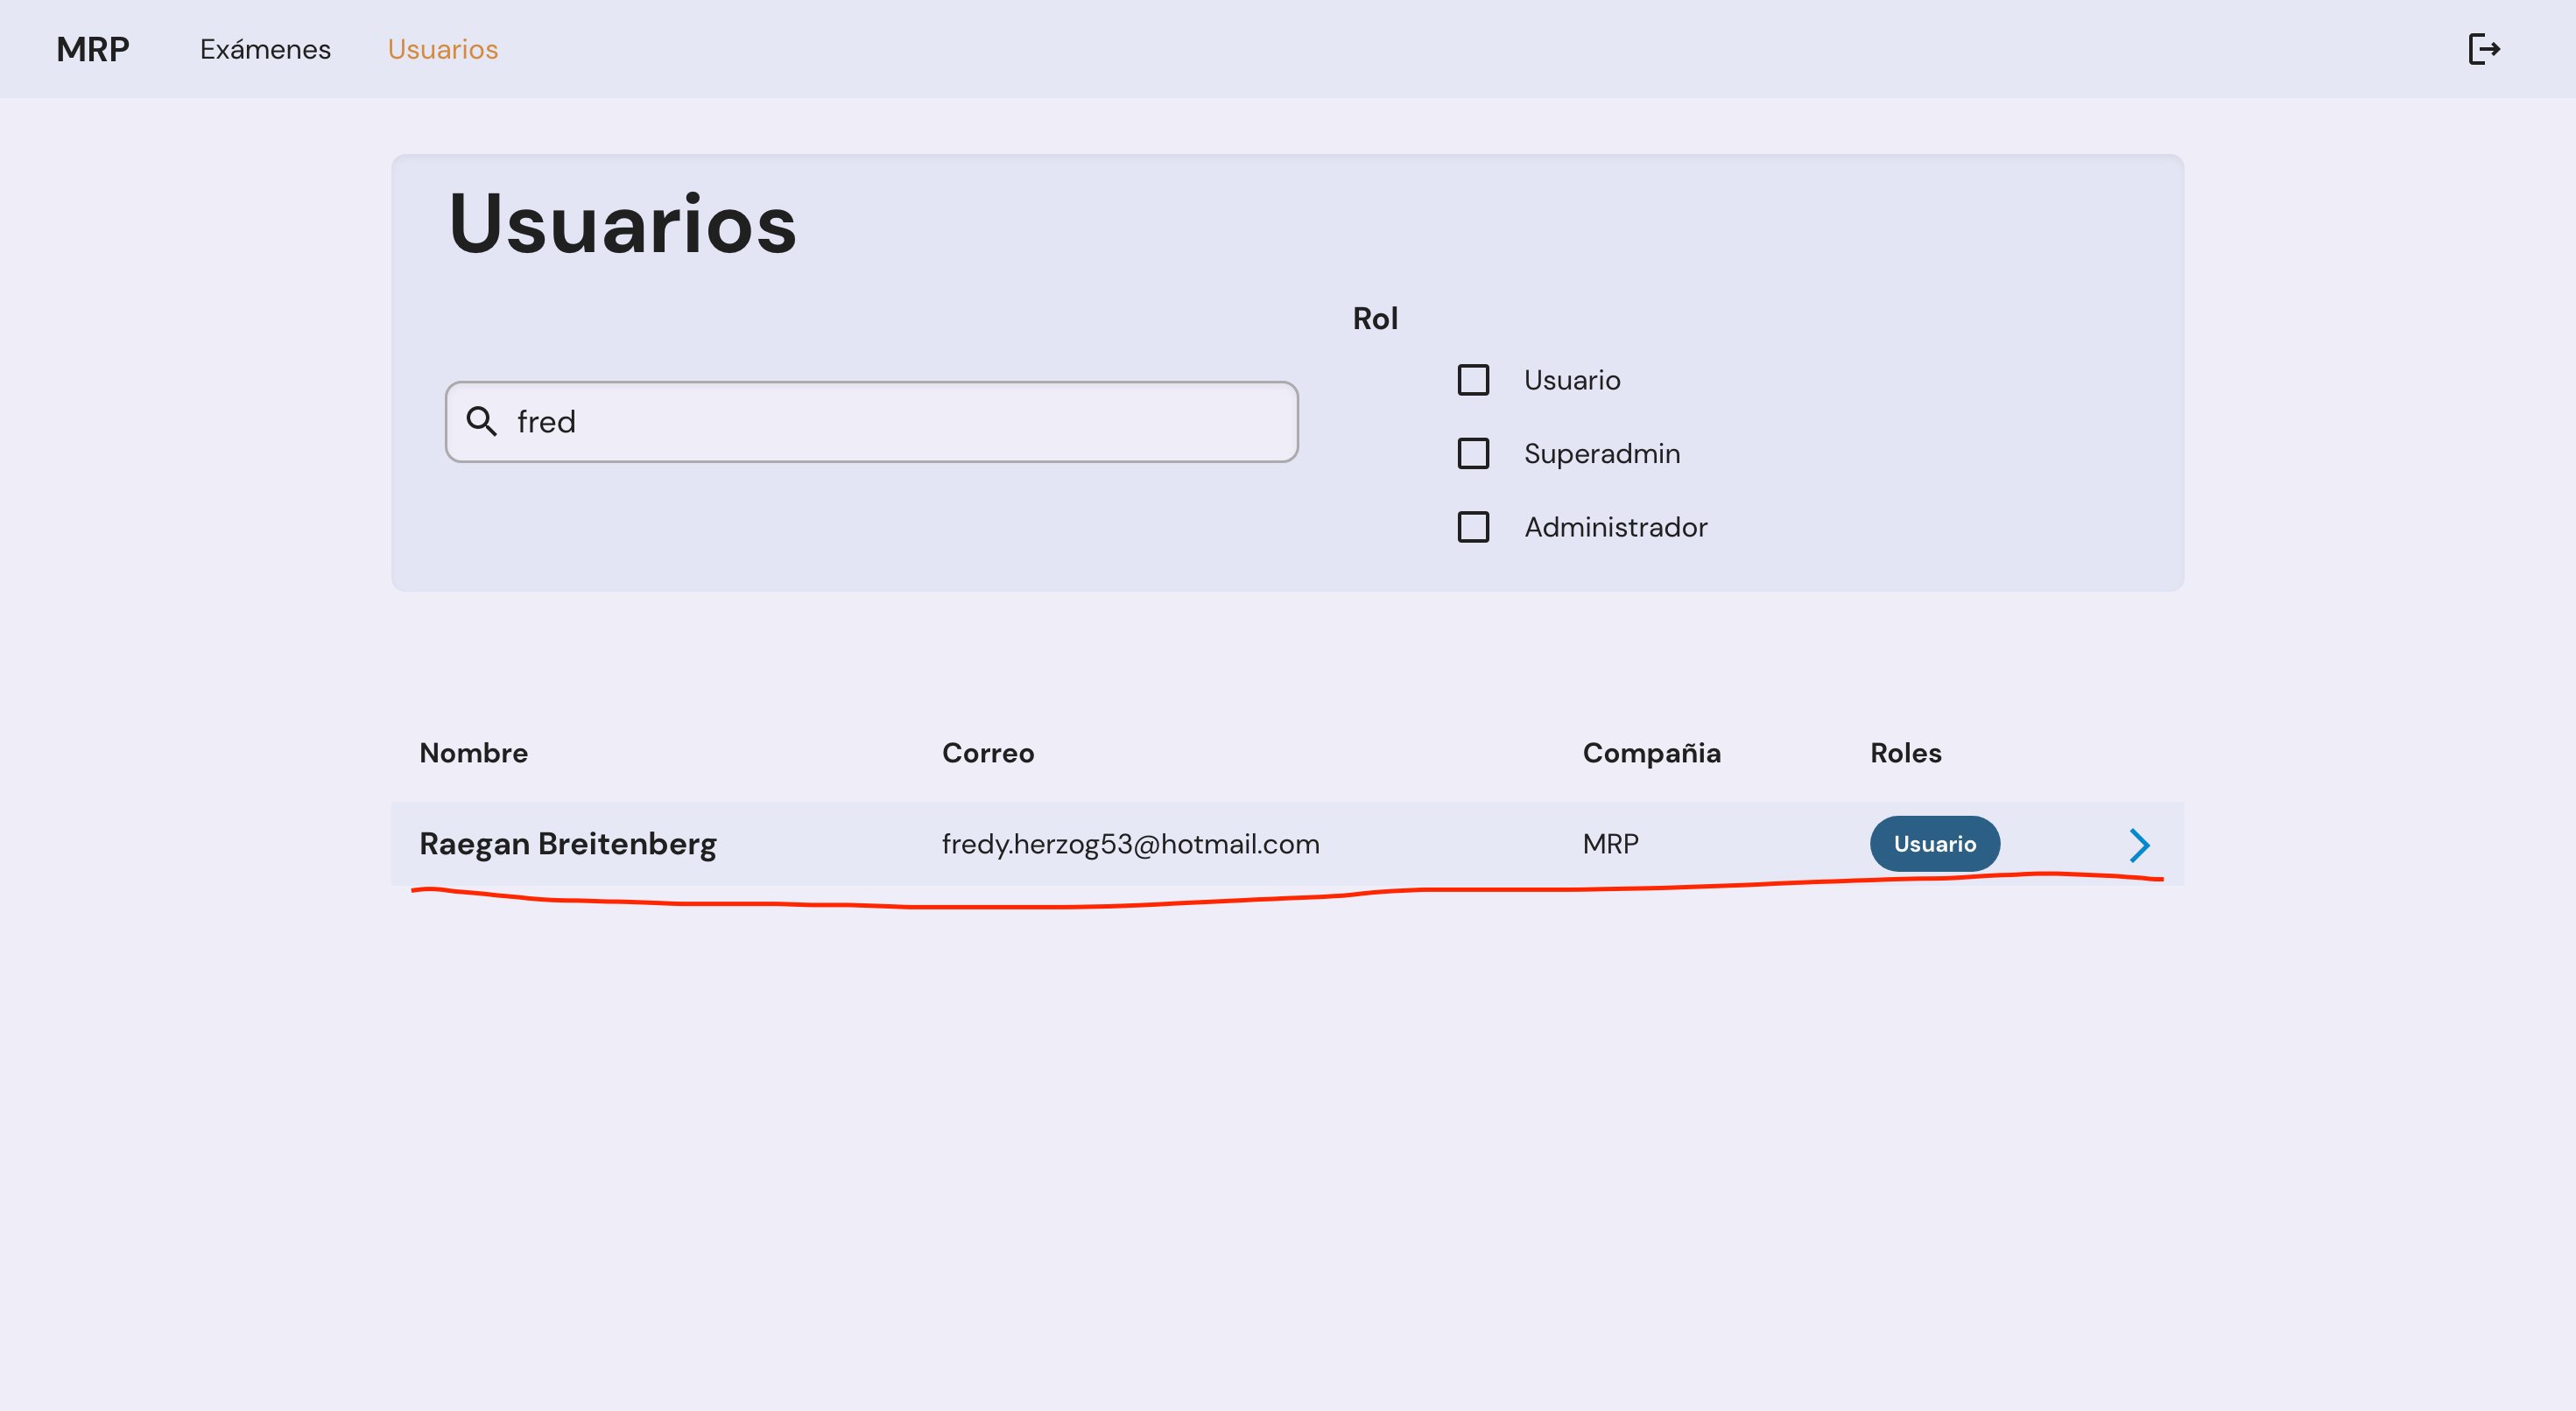 MRP Exámenes Usuarios
Usuarios
Rol
fred
Usuario
Superadmin
Administrador
Nombre Correo Compañia Roles
Raegan Breitenberg fredy.herzog53@hotmail.com MRP Usuario